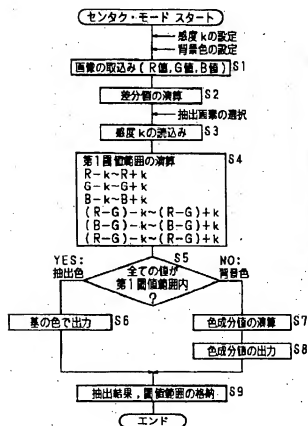 センタク・モード スタート
感度kの設定
背景色の設定
画像の取込み(R値,G値,B値) S1
差分値の演算 S2
抽出画素の選択
感度kの読込み S3
S4
第1閾値範囲の演算
R-k~R+k
G-k~G+k
B-k~B+k
(R-G)-k~(R-G)+k
(B-G)-k~(B-G)+k
(R-B)-k~(R-B)+k
S5
YES:
抽出色
全ての値が
第1閾値範囲内
?
NO:
背景色
基の色で出力 S6
色成分値の演算 S7
色成分値の出力 S8
抽出結果,閾値範囲の格納 S9
エンド